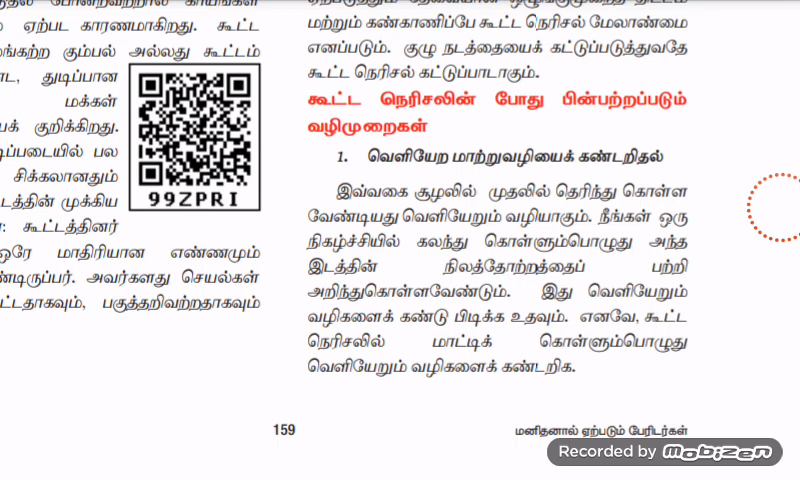 ஏற்பட காரணமாகிறது. கூட்ட
கும்பல் அல்லது கூட்டம்
துடிப்பான
மக்கள்
குறிக்கிறது.
பல
சிக்கலானதும்
முக்கிய
கூட்டத்தினர்
ஒரே மாதிரியான எண்ணமும்
அவர்களது செயல்கள்
பகுத்தறிவற்றதாகவும்
99ZPRI
மற்றும் கண்காணிப்பே கூட்ட நெரிசல் மேலாண்மை
எனப்படும். குழு நடத்தையைக் கட்டுப்படுத்துவதே
கூட்ட நெரிசல் கட்டுப்பாடாகும்.
கூட்ட நெரிசலின் போது பின்பற்றப்படும்
வழிமுறைகள்
1. வெளியேற மாற்றுவழியைக் கண்டறிதல்
இவ்வகை சூழலில் முதலில் தெரிந்து கொள்ள
வேண்டியது வெளியேறும் வழியாகும். நீங்கள் ஒரு
நிகழ்ச்சியில் கலந்து கொள்ளும்பொழுது அந்த
இடத்தின் நிலத்தோற்றத்தைப் பற்றி
அறிந்துகொள்ளவேண்டும். இது வெளியேறும்
வழிகளைக் கண்டு பிடிக்க உதவும். எனவே, கூட்ட
நெரிசலில் மாட்டிக் கொள்ளும்பொழுது
வெளியேறும் வழிகளைக் கண்டறிக.
159
மனிதனால் ஏற்படும் பேரிடர்கள்
Recorded by Mobizen